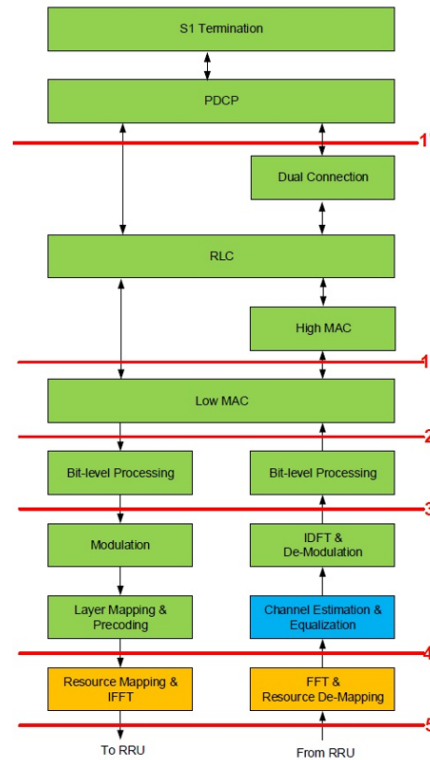 S1 Termination
PDCP
1
Dual Connection
RLC
High MAC
1
Low MAC
2
Bit-level Processing
Bit-level Processing
3
Modulation
IDFT &
De-Modulation
Layer Mapping &
Precoding
Channel Estimation &
Equalization
4
Resource Mapping &
IFFT
FFT &
Resource De-Mapping
5
To RRU
From RRU